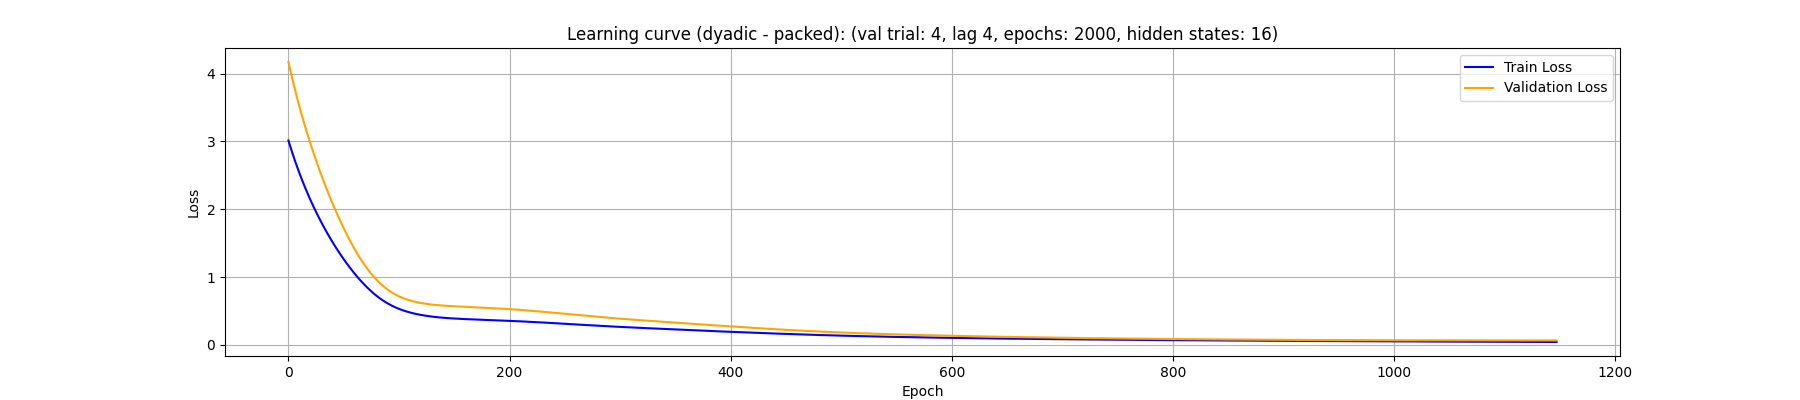 Learning curve (dyadic - packed): (val trial: 4, lag 4, epochs: 2000, hidden states: 16)
Train Loss
Validation Loss
4
3
2
1
0
Loss
0
200
400
600
800
1000
1200
Epoch